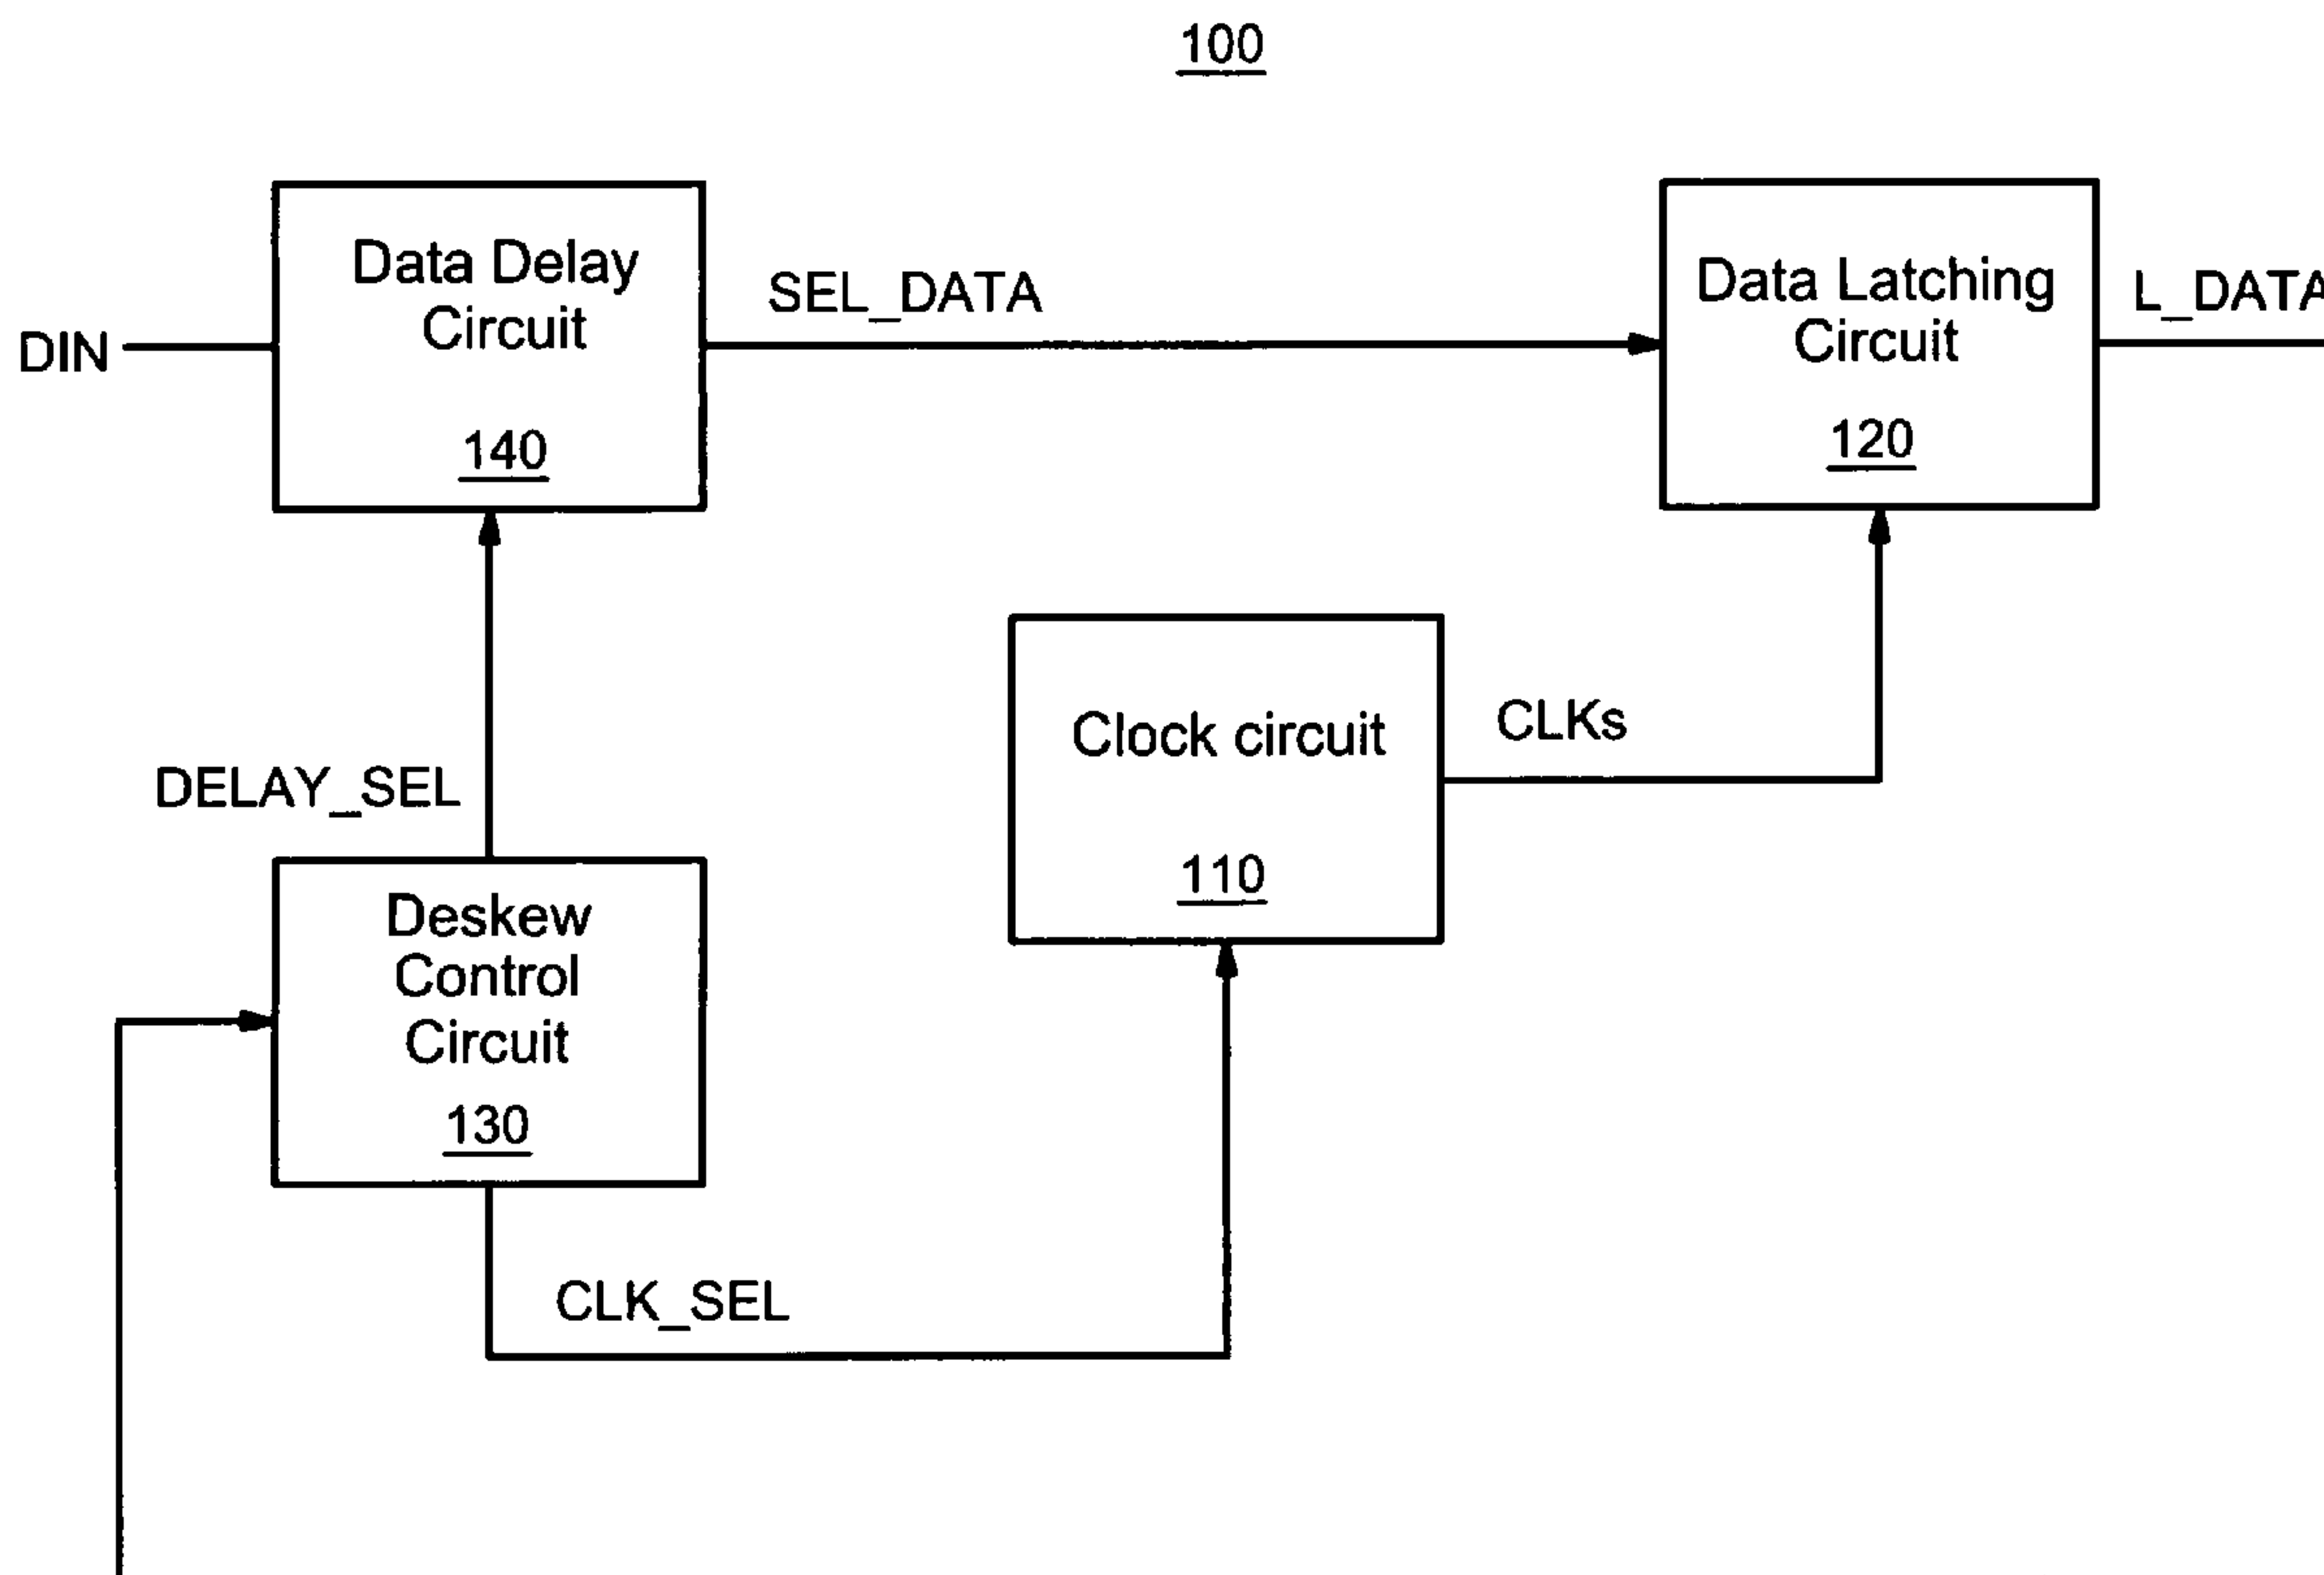 100
Data Delay
Circuit
140
DIN
SEL_DATA
Data Latching
Circuit
120
L_DATA
Clock circuit
110
CLKs
DELAY_SEL
Deskew
Control
Circuit
130
CLK_SEL